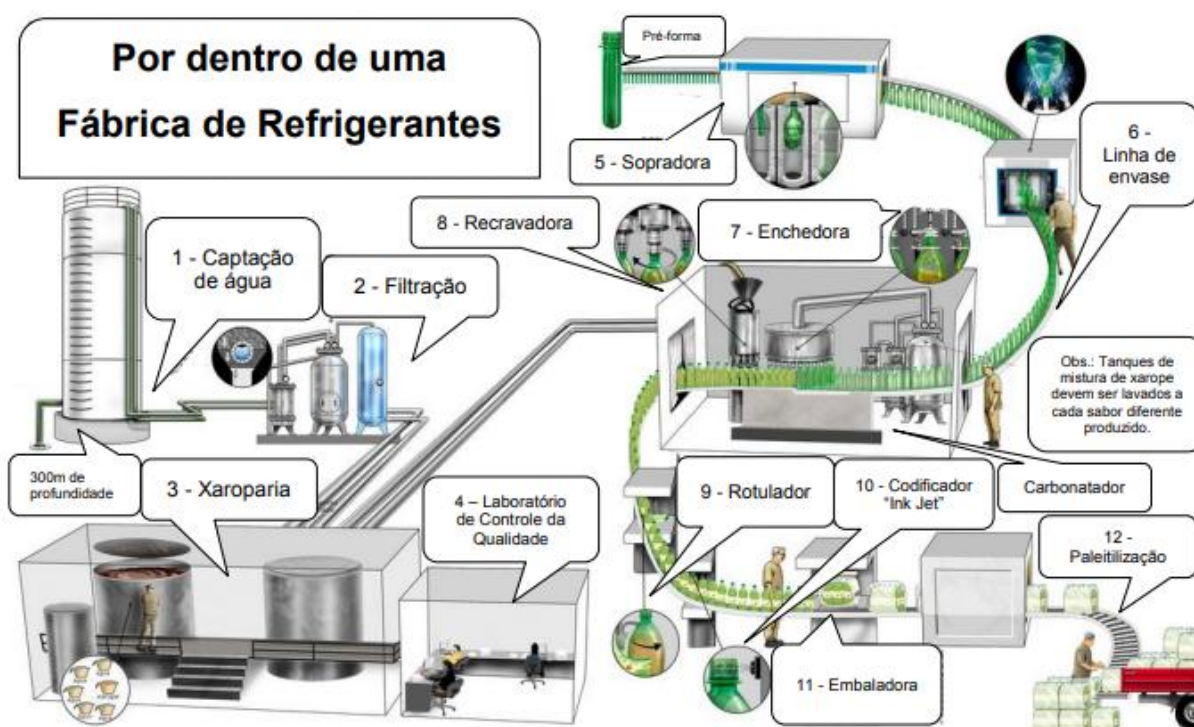 Por dentro de uma
Fábrica de Refrigerantes
Pré-forma
5 - Sopradora
6 -
Linha de
envase
8 - Recravadora
7 - Enchedora
1 - Captação
de água
2 - Filtração
Obs.: Tanques de
mistura de xarope
devem ser lavados a
cada sabor diferente
produzido.
300m de
profundidade
3 - Xaroparia
4 – Laboratório
de Controle da
Qualidade
9 - Rotulador
10 - Codificador
"Ink Jet"
Carbonatador
12 -
Paleitilização
11 - Embaladora